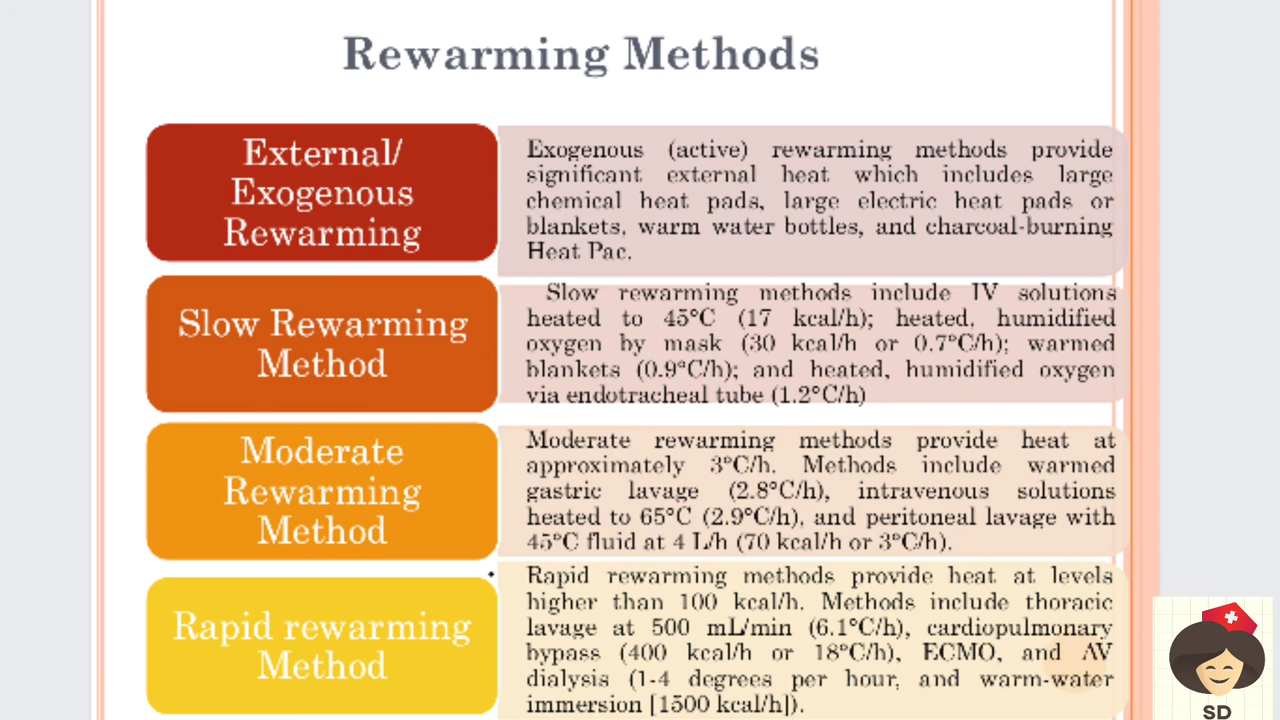 Rewarming Methods
External/
Exogenous
Rewarming
Exogenous (active) rewarming methods provide
significant external heat which includes large
chemical heat pads, large electric heat pads or
blankets, warm water bottles, and charcoal-burning
Heat Pac.
Slow Rewarming
Method
Slow rewarming methods include IV solutions
heated to 45°C (17 kcal/h); heated, humidified
oxygen by mask (30 kcal/h or 0.7°C/h); warmed
blankets (0.9°C/h); and heated, humidified oxygen
via endotracheal tube (1.2°C/h)
Moderate
Rewarming
Method
Moderate rewarming methods provide heat at
approximately 3°C/h. Methods include warmed
gastric lavage (2.8°C/h), intravenous solutions
heated to 65°C (2.9°C/h), and peritoneal lavage with
45°C fluid at 4 L/h (70 kcal/h or 3°C/h).
Rapid rewarming
Method
Rapid rewarming methods provide heat at levels
higher than 100 kcal/h. Methods include thoracic
lavage at 500 mL/min (6.1°C/h), cardiopulmonary
bypass (400 kcal/h or 18°C/h), ECMO, and AV
dialysis (1-4 degrees per hour, and warm-water
immersion [1500 kcal/h]).
SD